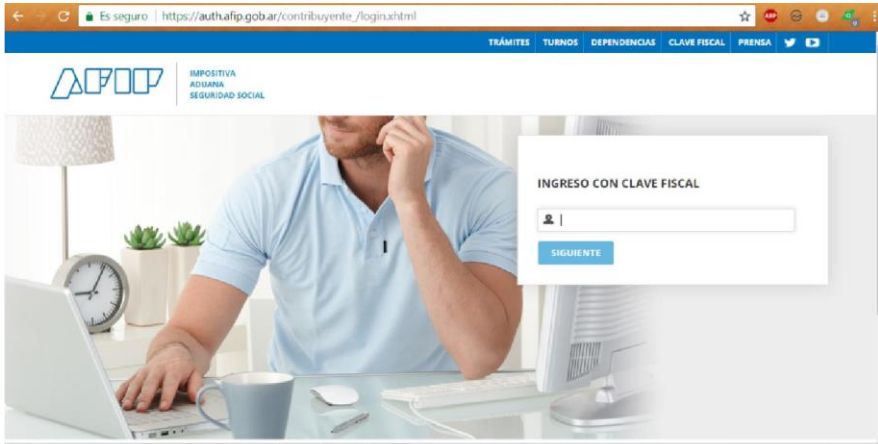 Es seguro | https://auth.afip.gob.ar/contribuyente_/login.xhtml
ABP
TRÁMITES TURNOS DEPENDENCIAS CLAVE FISCAL PRENSA
AFIP
IMPOSITIVA
ADUANA
SEGURIDAD SOCIAL
INGRESO CON CLAVE FISCAL
SIGUIENTE